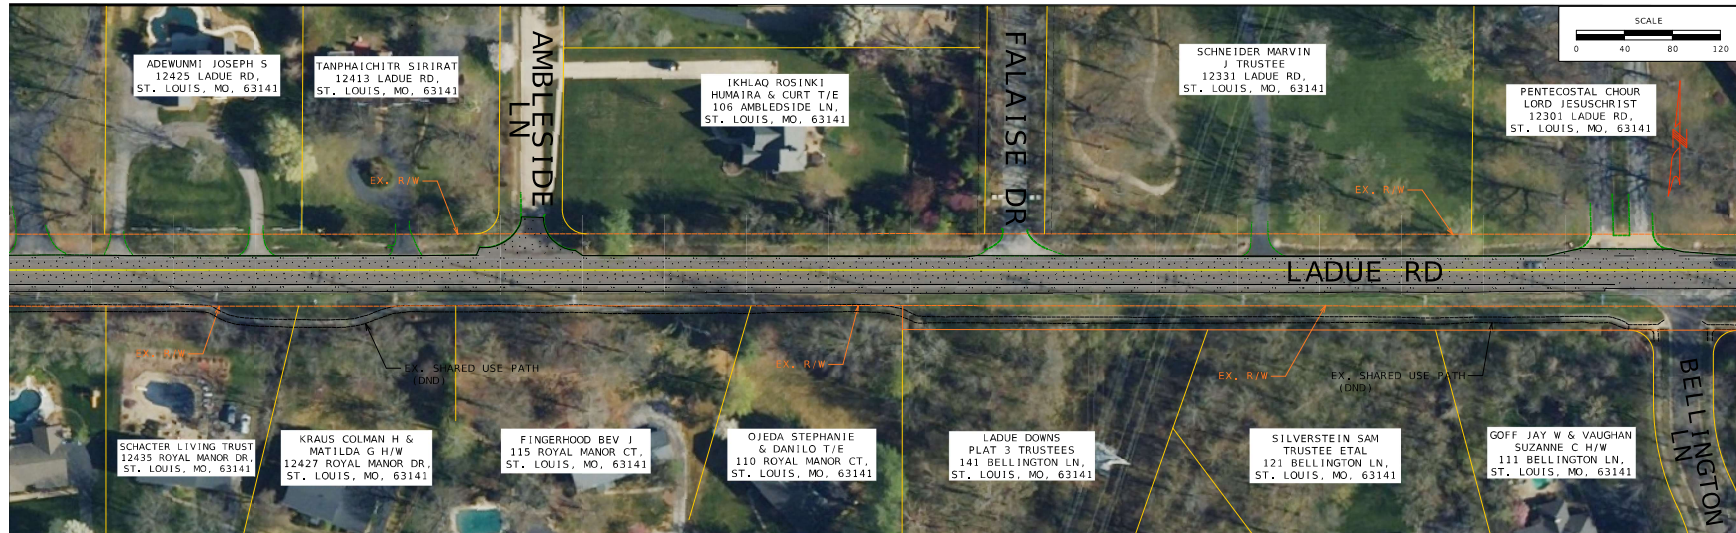 SCALE
0 40 80 120
ADEWUNMI JOSEPH S
12425 LADUE RD,
ST. LOUIS, MO, 63141
TANPHAICHITR SIRIRAT
12413 LADUE RD,
ST. LOUIS, MO, 63141
AMBLESIDE
LN
IKHLAQ ROSINKI
HUMAIRA & CURT T/E
106 AMBLEDSIDE LN,
ST. LOUIS, MO, 63141
FALAISE DR
SCHNEIDER MARVIN
J TRUSTEE
12331 LADUE RD,
ST. LOUIS, MO, 63141
PENTECOSTAL CHOUR
LORD JESUSCHRIST
12301 LADUE RD,
ST. LOUIS, MO, 63141
EX. R/W
EX. R/W
LADUE RD
EX. R/W
EX. SHARED USE PATH
(DND)
EX. R/W
EX. R/W
EX. SHARED USE PATH
(DND)
BELLINGTON
LN
SCHACTER LIVING TRUST
12435 ROYAL MANOR DR,
ST. LOUIS, MO, 63141
KRAUS COLMAN H &
MATILDA G H/W
12427 ROYAL MANOR DR,
ST. LOUIS, MO, 63141
FINGERHOOD BEV J
115 ROYAL MANOR CT,
ST. LOUIS, MO, 63141
OJEDA STEPHANIE
& DANILO T/E
110 ROYAL MANOR CT,
ST. LOUIS, MO, 63141
LADUE DOWNS
PLAT 3 TRUSTEES
141 BELLINGTON LN,
ST. LOUIS, MO, 63141
SILVERSTEIN SAM
TRUSTEE ETAL
121 BELLINGTON LN,
ST. LOUIS, MO, 63141
GOFF JAY W & VAUGHAN
SUZANNE C H/W
111 BELLINGTON LN,
ST. LOUIS, MO, 63141